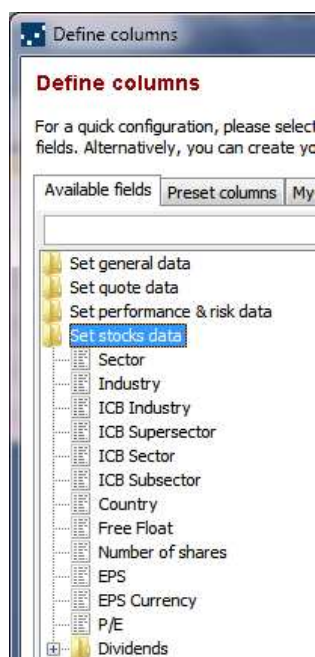 Define columns
Define columns
For a quick configuration, please select
fields. Alternatively, you can create yo
Available fields Preset columns My
Set general data
Set quote data
Set performance & risk data
Set stocks data
Sector
Industry
ICB Industry
ICB Supersector
ICB Sector
ICB Subsector
Country
Free Float
Number of shares
EPS
EPS Currency
P/E
Dividends